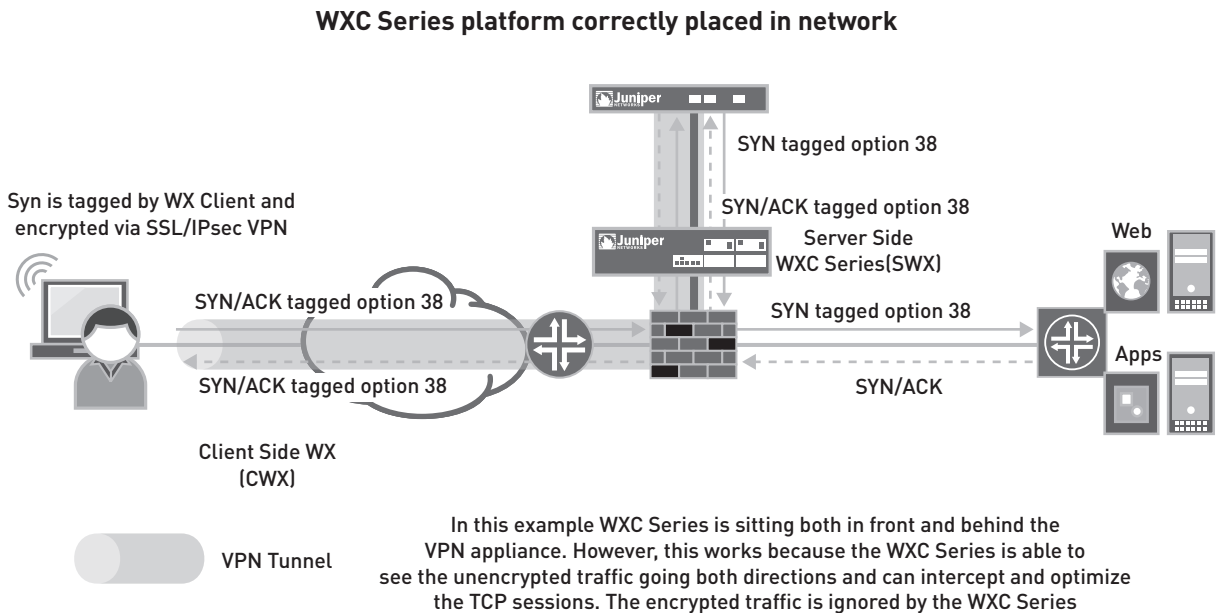 WXC Series platform correctly placed in network
Juniper
NETWORKS
SYN tagged option 38
Syn is tagged by WX Client and
encrypted via SSL/IPsec VPN
SYN/ACK tagged option 38
Juniper
NETWORKS
Server Side
WXC Series(SWX)
Web
SYN/ACK tagged option 38
SYN tagged option 38
SYN/ACK tagged option 38
SYN/ACK
Apps
Client Side WX
(CWX)
VPN Tunnel
In this example WXC Series is sitting both in front and behind the
VPN appliance. However, this works because the WXC Series is able to
see the unencrypted traffic going both directions and can intercept and optimize
the TCP sessions. The encrypted traffic is ignored by the WXC Series